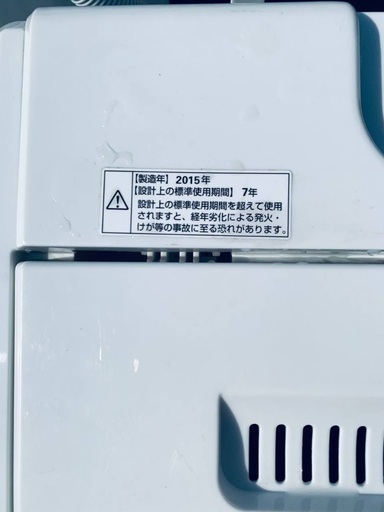 【製造年】2015年
【設計上の標準使用期間】7年
設計上の標準使用期間を超えて使用
されますと、経年劣化による発火・
けが等の事故に至る恐れがあります。